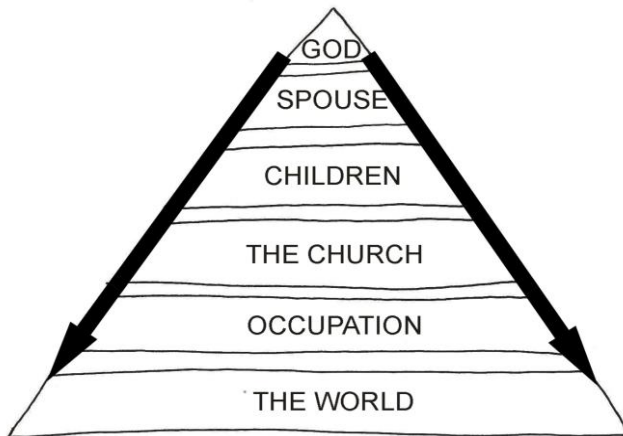 GOD
SPOUSE
CHILDREN
THE CHURCH
OCCUPATION
THE WORLD